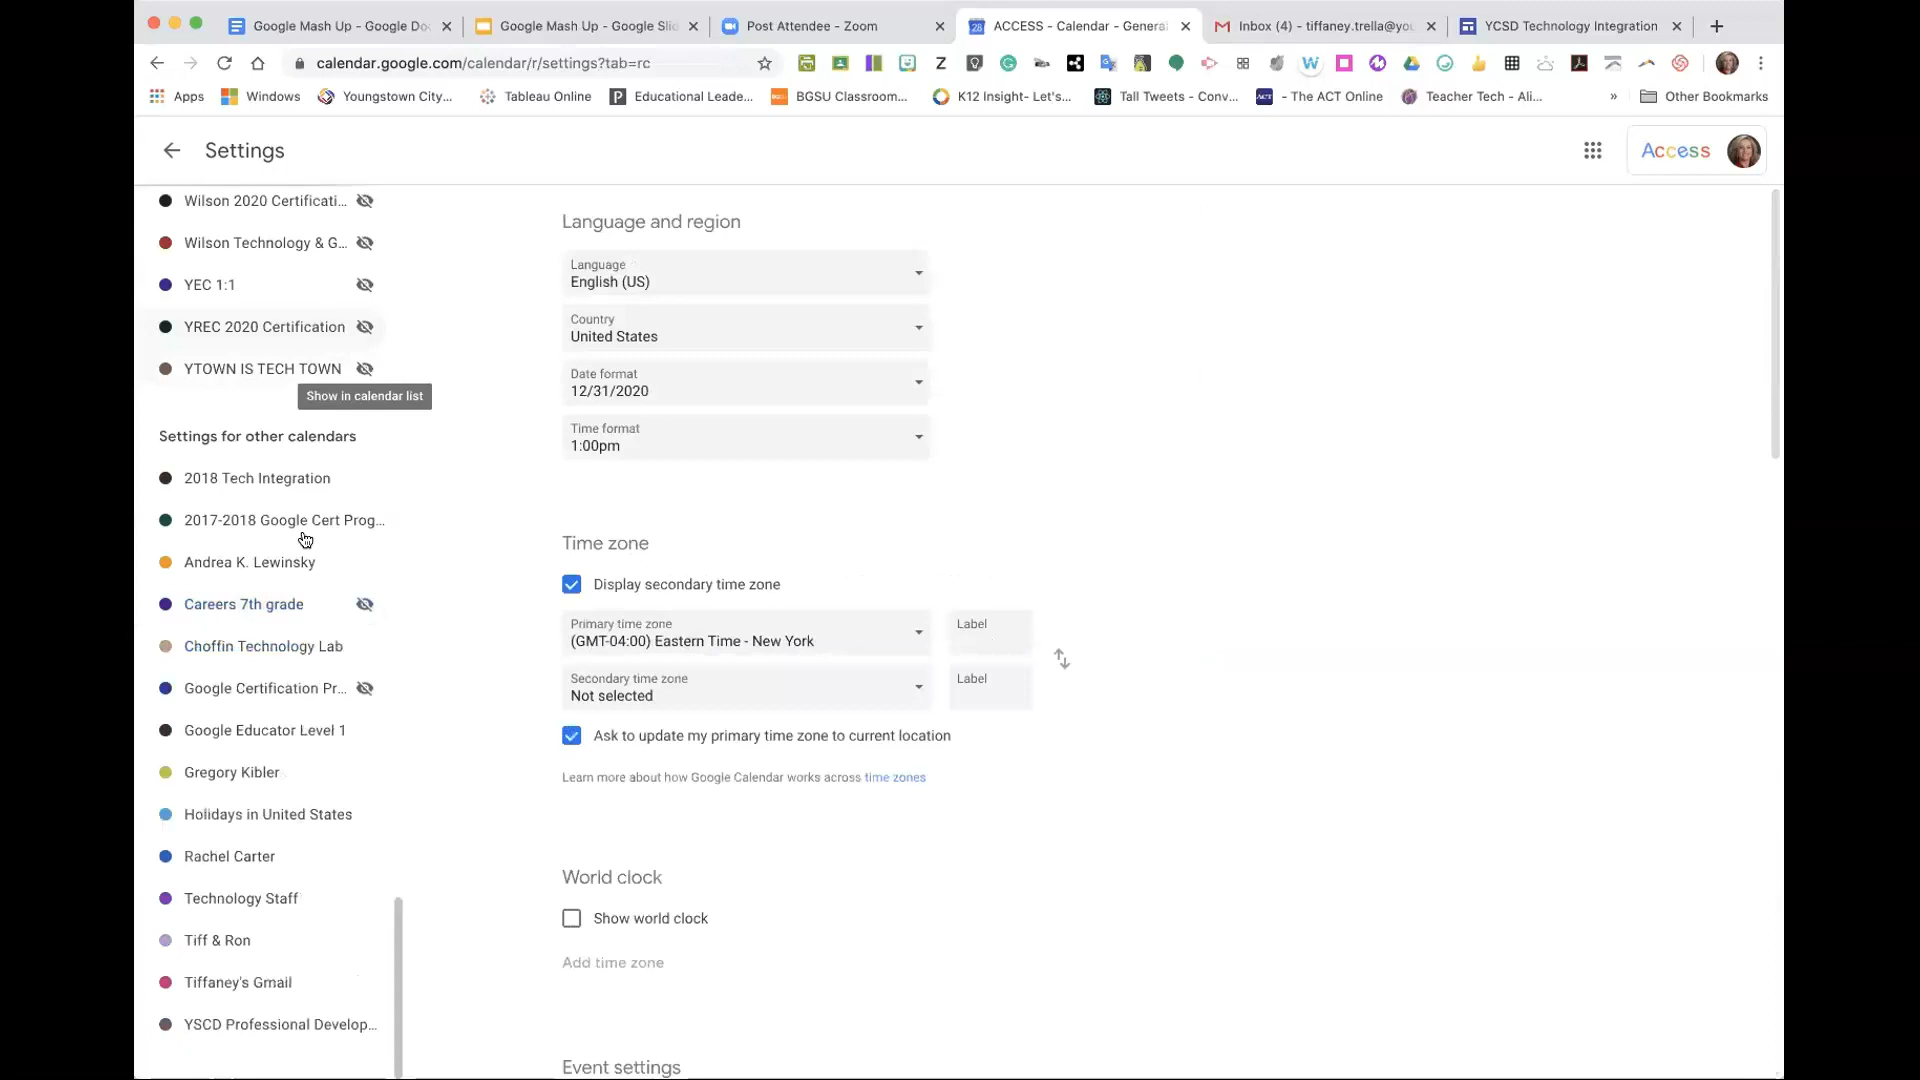 Google Mash Up - Google Do
Google Mash Up - Google Slid
Post Attendee - Zoom
ACCESS - Calendar - Genera
Inbox (4) - tiffaney.trella@yo
YCSD Technology Integration
calendar.google.com/calendar/r/settings?tab=rc
Apps
Windows
Youngstown City...
Tableau Online
Educational Leade...
BGSU Classroom...
K12 Insight- Let's...
Tall Tweets - Conv...
- The ACT Online
Teacher Tech - Ali...
»
Other Bookmarks
Settings
Access
Wilson 2020 Certificati...
Wilson Technology & G...
YEC 1:1
YREC 2020 Certification
YTOWN IS TECH TOWN
Show in calendar list
Settings for other calendars
2018 Tech Integration
2017-2018 Google Cert Prog...
Andrea K. Lewinsky
Careers 7th grade
Choffin Technology Lab
Google Certification Pr...
Google Educator Level 1
Gregory Kibler
Holidays in United States
Rachel Carter
Technology Staff
Tiff & Ron
Tiffaney's Gmail
YSCD Professional Develop...
Language and region
Language
English (US)
Country
United States
Date format
12/31/2020
Time format
1:00pm
Time zone
Display secondary time zone
Primary time zone
(GMT-04:00) Eastern Time - New York
Label
Secondary time zone
Not selected
Label
Ask to update my primary time zone to current location
Learn more about how Google Calendar works across time zones
World clock
Show world clock
Add time zone
Event settings